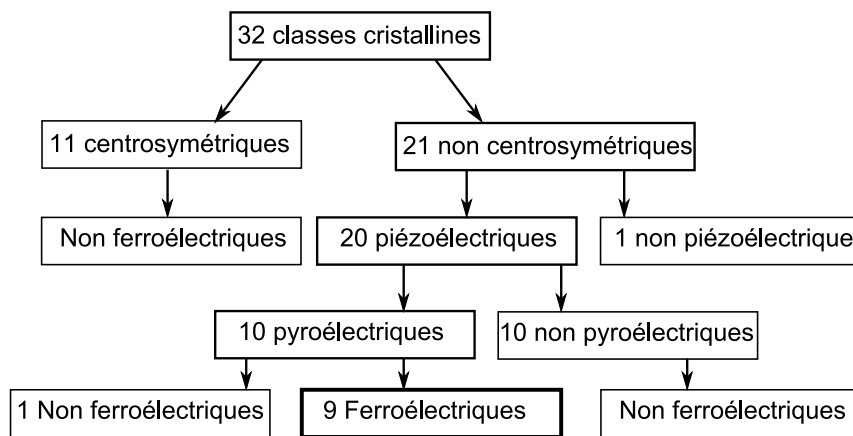 32 classes cristallines
11 centrosymétriques
21 non centrosymétriques
Non ferroélectriques
20 piézoélectriques
1 non piézoélectrique
10 pyroélectriques
10 non pyroélectriques
1 Non ferroélectriques
9 Ferroélectriques
Non ferroélectriques